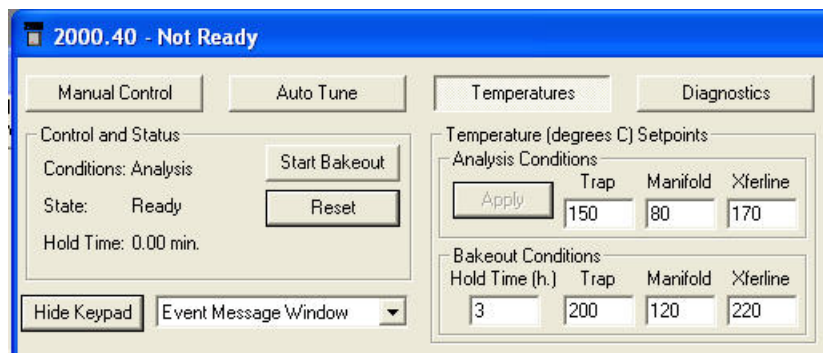 2000.40 - Not Ready
Manual Control Auto Tune Temperatures Diagnostics
Control and Status
Conditions: Analysis
Start Bakeout
State: Ready
Reset
Hold Time: 0.00 min.
Hide Keypad Event Message Window
Temperature (degrees C) Setpoints
Analysis Conditions
Trap Manifold Xferline
Apply 150 80 170
Bakeout Conditions
Hold Time (h.) Trap Manifold Xferline
3 200 120 220